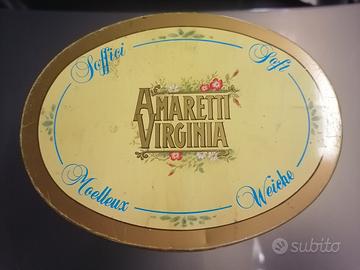 Soffici
Soft
AMARETTI
VIRGINIA
Moelleux
Weiche
subito